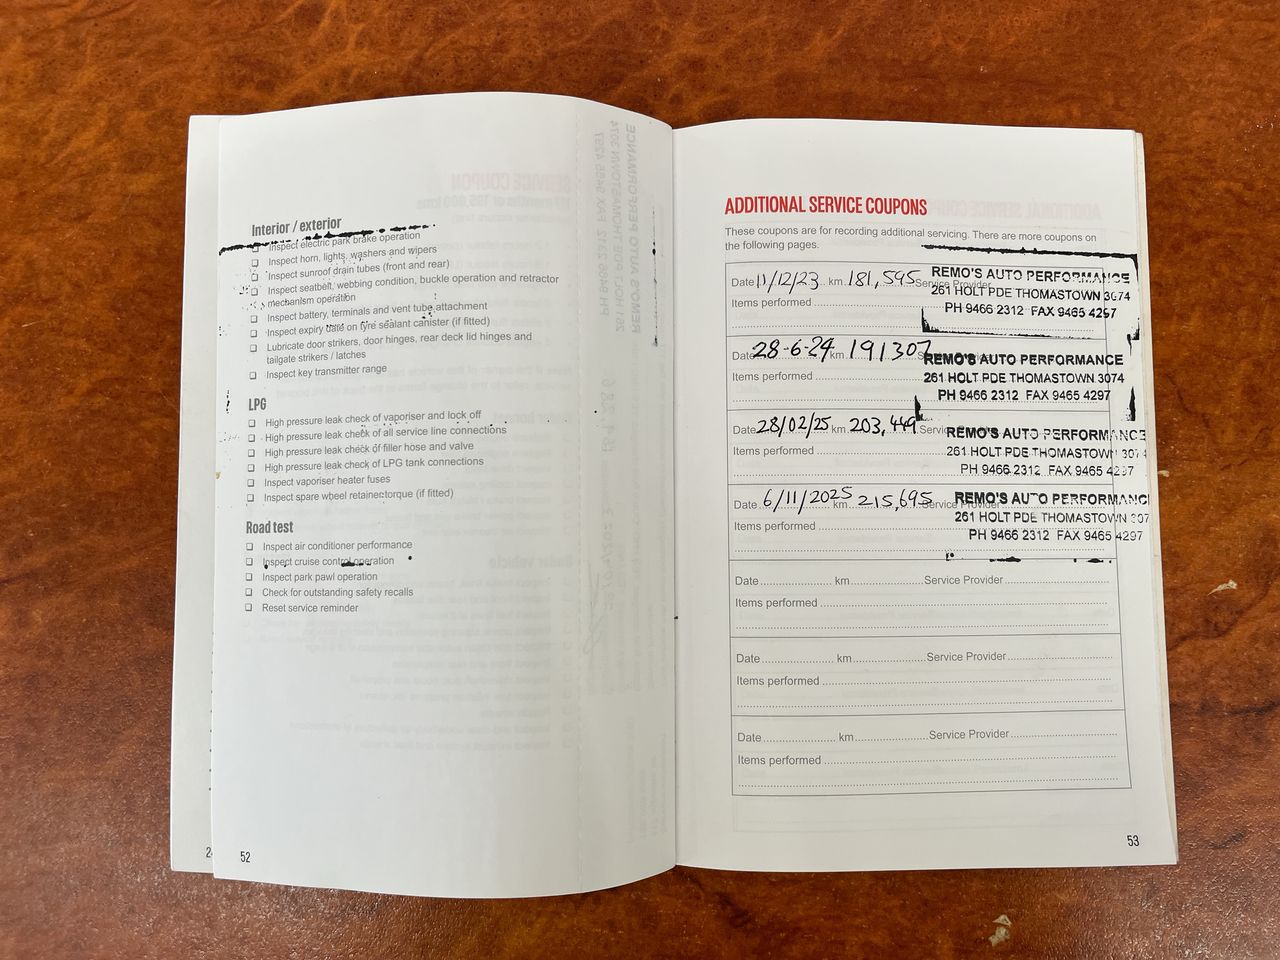 Interior / exterior
❑ Inspect electric park brake operation
❑ Inspect horn, lights, washers and wipers
❑ Inspect sunroof drain tubes (front and rear)
❑ Inspect seatbelt, webbing condition, buckle operation and retractor
mechanism operation
❑ Inspect battery, terminals and vent tube attachment
❑ Inspect expiry date on tyre sealant canister (if fitted)
❑ Lubricate door strikers, door hinges, rear deck lid hinges and
tailgate strikers / latches
❑ Inspect key transmitter range
LPG
❑ High pressure leak check of vaporiser and lock off
❑ High pressure leak check of all service line connections
❑ High pressure leak check of filler hose and valve
❑ High pressure leak check of LPG tank connections
❑ Inspect vaporiser heater fuses
❑ Inspect spare wheel retainer torque (if fitted)
Road test
❑ Inspect air conditioner performance
❑ Inspect cruise control operation
❑ Inspect park pawl operation
❑ Check for outstanding safety recalls
❑ Reset service reminder
52
ADDITIONAL SERVICE COUPONS
These coupons are for recording additional servicing. There are more coupons on
the following pages.
Date 11/12/23 km 181,595 Service Provider
REMO'S AUTO PERFORMANCE
261 HOLT PDE THOMASTOWN 3074
Items performed
PH 9466 2312 FAX 9465 4297
Date 28-6-24 km 191307
REMO'S AUTO PERFORMANCE
Items performed
261 HOLT PDE THOMASTOWN 3074
PH 9466 2312 FAX 9465 4297
Date 28/02/25 km 203,449 Service
REMO'S AUTO PERFORMANCE
Items performed
261 HOLT PDE THOMASTOWN 3074
PH 9466 2312 FAX 9465 4297
Date 6/11/2025 km 215,695 Service Provider
REMO'S AUTO PERFORMANCE
261 HOLT PDE THOMASTOWN 307
Items performed
PH 9466 2312 FAX 9465 4297
Date km Service Provider
Items performed
Date km Service Provider
Items performed
Date km Service Provider
Items performed
53